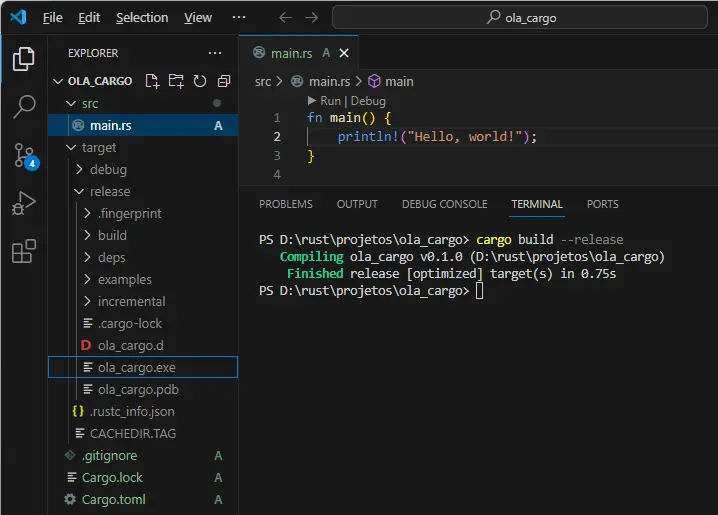 File Edit Selection View ··· ola_cargo
EXPLORER ···
OLA_CARGO
src
main.rs A
target
debug
release
.fingerprint
build
deps
examples
incremental
.cargo-lock
D ola_cargo.d
ola_cargo.exe
ola_cargo.pdb
{} .rustc_info.json
CACHEDIR.TAG
.gitignore A
Cargo.lock A
Cargo.toml A
4
main.rs A
src > main.rs > main
Run | Debug
1 fn main() {
2 println!("Hello, world!");
3 }
4
PROBLEMS OUTPUT DEBUG CONSOLE TERMINAL PORTS
PS D:\rust\projetos\ola_cargo> cargo build --release
Compiling ola_cargo v0.1.0 (D:\rust\projetos\ola_cargo)
Finished release [optimized] target(s) in 0.75s
PS D:\rust\projetos\ola_cargo>